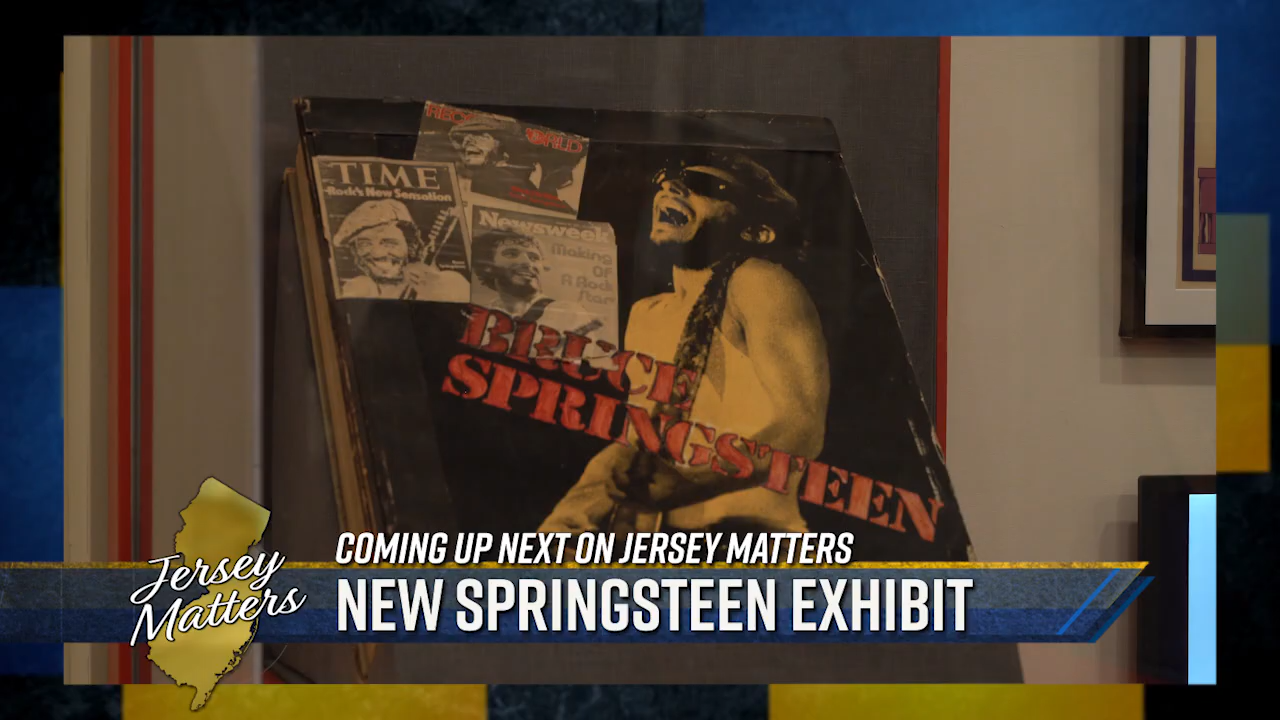 RECORD WORLD
TIME
Rock's New Sensation
Newsweek
Making
Of
A Rock
Star
BRUCE
SPRINGSTEEN
COMING UP NEXT ON JERSEY MATTERS
NEW SPRINGSTEEN EXHIBIT
Jersey
Matters